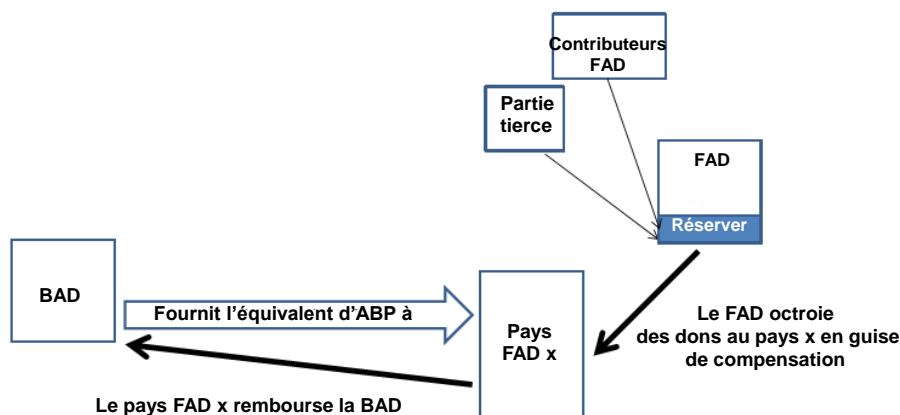 Contributeurs
FAD
Partie
tierce
FAD
Réserver
BAD
Fournit l’équivalent d’ABP à
Pays
FAD x
Le FAD octroie
des dons au pays x en guise
de compensation
Le pays FAD x rembourse la BAD